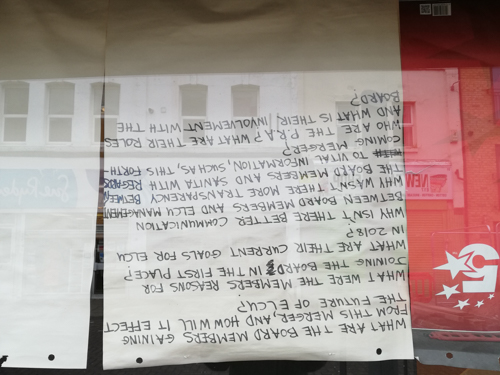 WHAT ARE THE BOARD MEMBERS GAINING
FROM THIS MERGER, AND HOW WILL IT EFFECT
THE FUTURE OF ELCU?
WHAT WERE THE MEMBERS REASONS FOR
JOINING THE BOARD IN THE FIRST PLACE?
WHAT ARE THEIR CURRENT GOALS FOR ELCU
IN 2018?
WHY ISN'T THERE BETTER COMMUNICATION
BETWEEN BOARD MEMBERS AND ELCU MANAGEMENT
WHY WASN'T THERE MORE TRANSPARENCY BETWEEN
THE BOARD MEMBERS AND SANITA WITH REGARDS
TO VITAL INFORMATION, SUCH AS, THIS FORTH
COMING MERGER?
WHO ARE THE P.R.A? WHAT ARE THEIR ROLES
AND WHAT IS THEIR INVOLVEMENT WITH THE
BOARD?
NEW
5